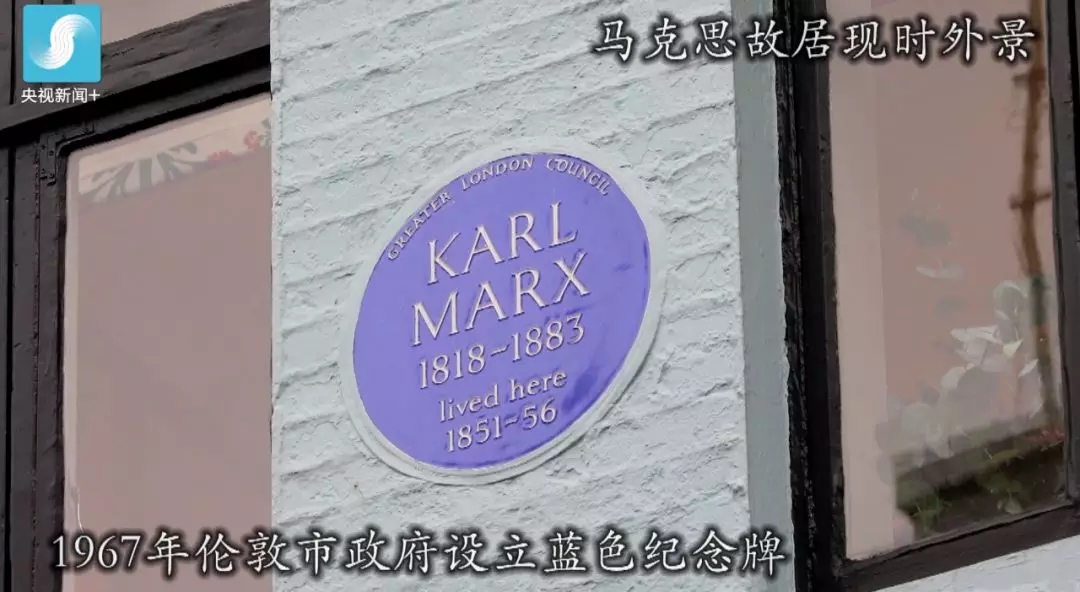 马克思故居现时外景
央视新闻+
GREATER LONDON COUNCIL
KARL
MARX
1818~1883
lived here
1851~56
1967年伦敦市政府设立蓝色纪念牌